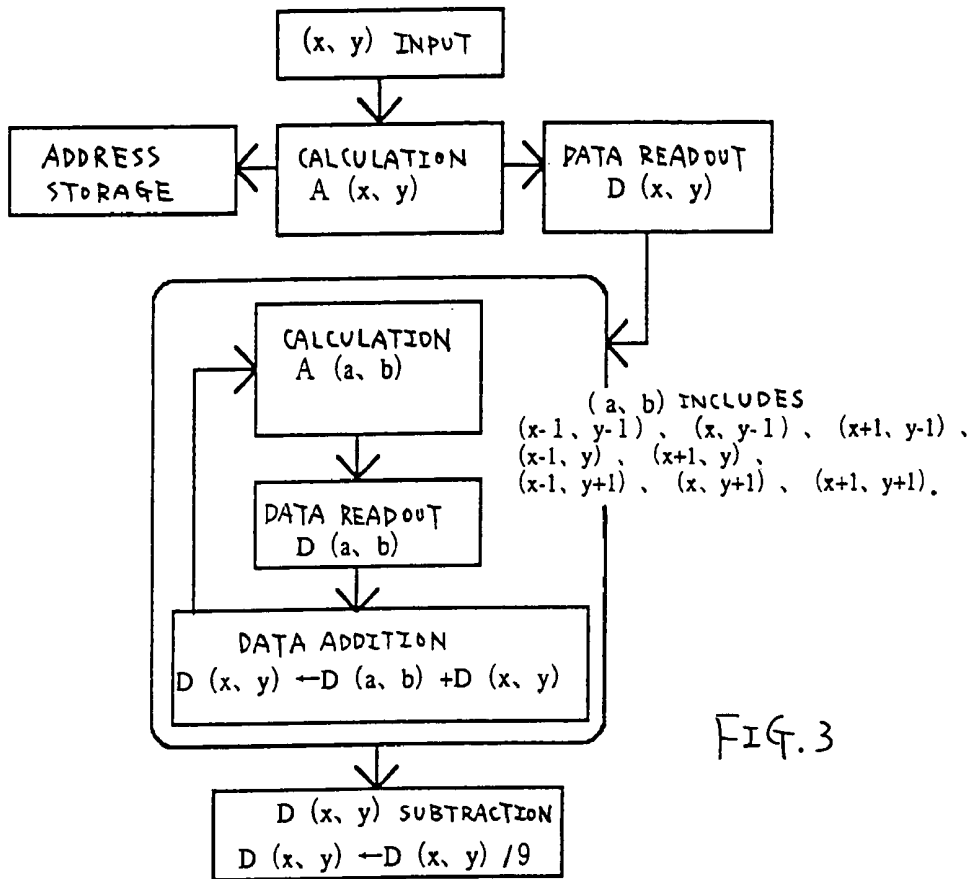 (x、y) INPUT
ADDRESS
STORAGE
CALCULATION
A (x、y)
DATA READOUT
D (x、y)
CALCULATION
A (a、b)
(a、b) INCLUDES
(x-1、y-1)、(x、y-1)、(x+1、y-1)、
(x-1、y)、(x+1、y)、
(x-1、y+1)、(x、y+1)、(x+1、y+1).
DATA READOUT
D (a、b)
DATA ADDITION
D (x、y) ←D (a、b) +D (x、y)
D (x、y) SUBTRACTION
D (x、y) ←D (x、y) /9
FIG.3